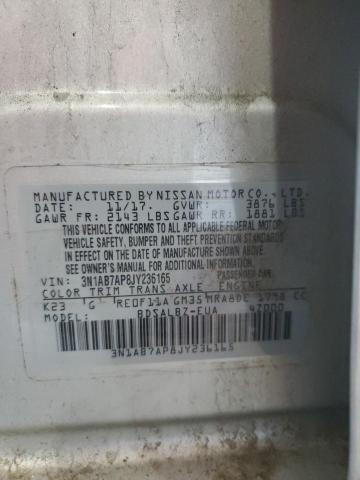 MANUFACTURED BY NISSAN MOTOR CO., LTD.
DATE: 11/17. GVWR: 3876 LBS
GAWR FR: 2143 LBS GAWR RR: 1881 LBS
THIS VEHICLE CONFORMS TO ALL APPLICABLE FEDERAL MOTOR
VEHICLE SAFETY, BUMPER AND THEFT PREVENTION STANDARDS
IN EFFECT ON THE DATE OF MANUFACTURE SHOWN ABOVE.
SEE OWNER'S MANUAL FOR ADDITIONAL INFORMATION
VIN: 3N1AB7AP8JY236165 PASSENGER CAR
COLOR TRIM TRANS AXLE ENGINE
K23 G RE0F11A GM35 MRA8DE 1798 CC
MODEL: BDSALBZ-EUA 4Z000
3N1AB7AP8JY236165